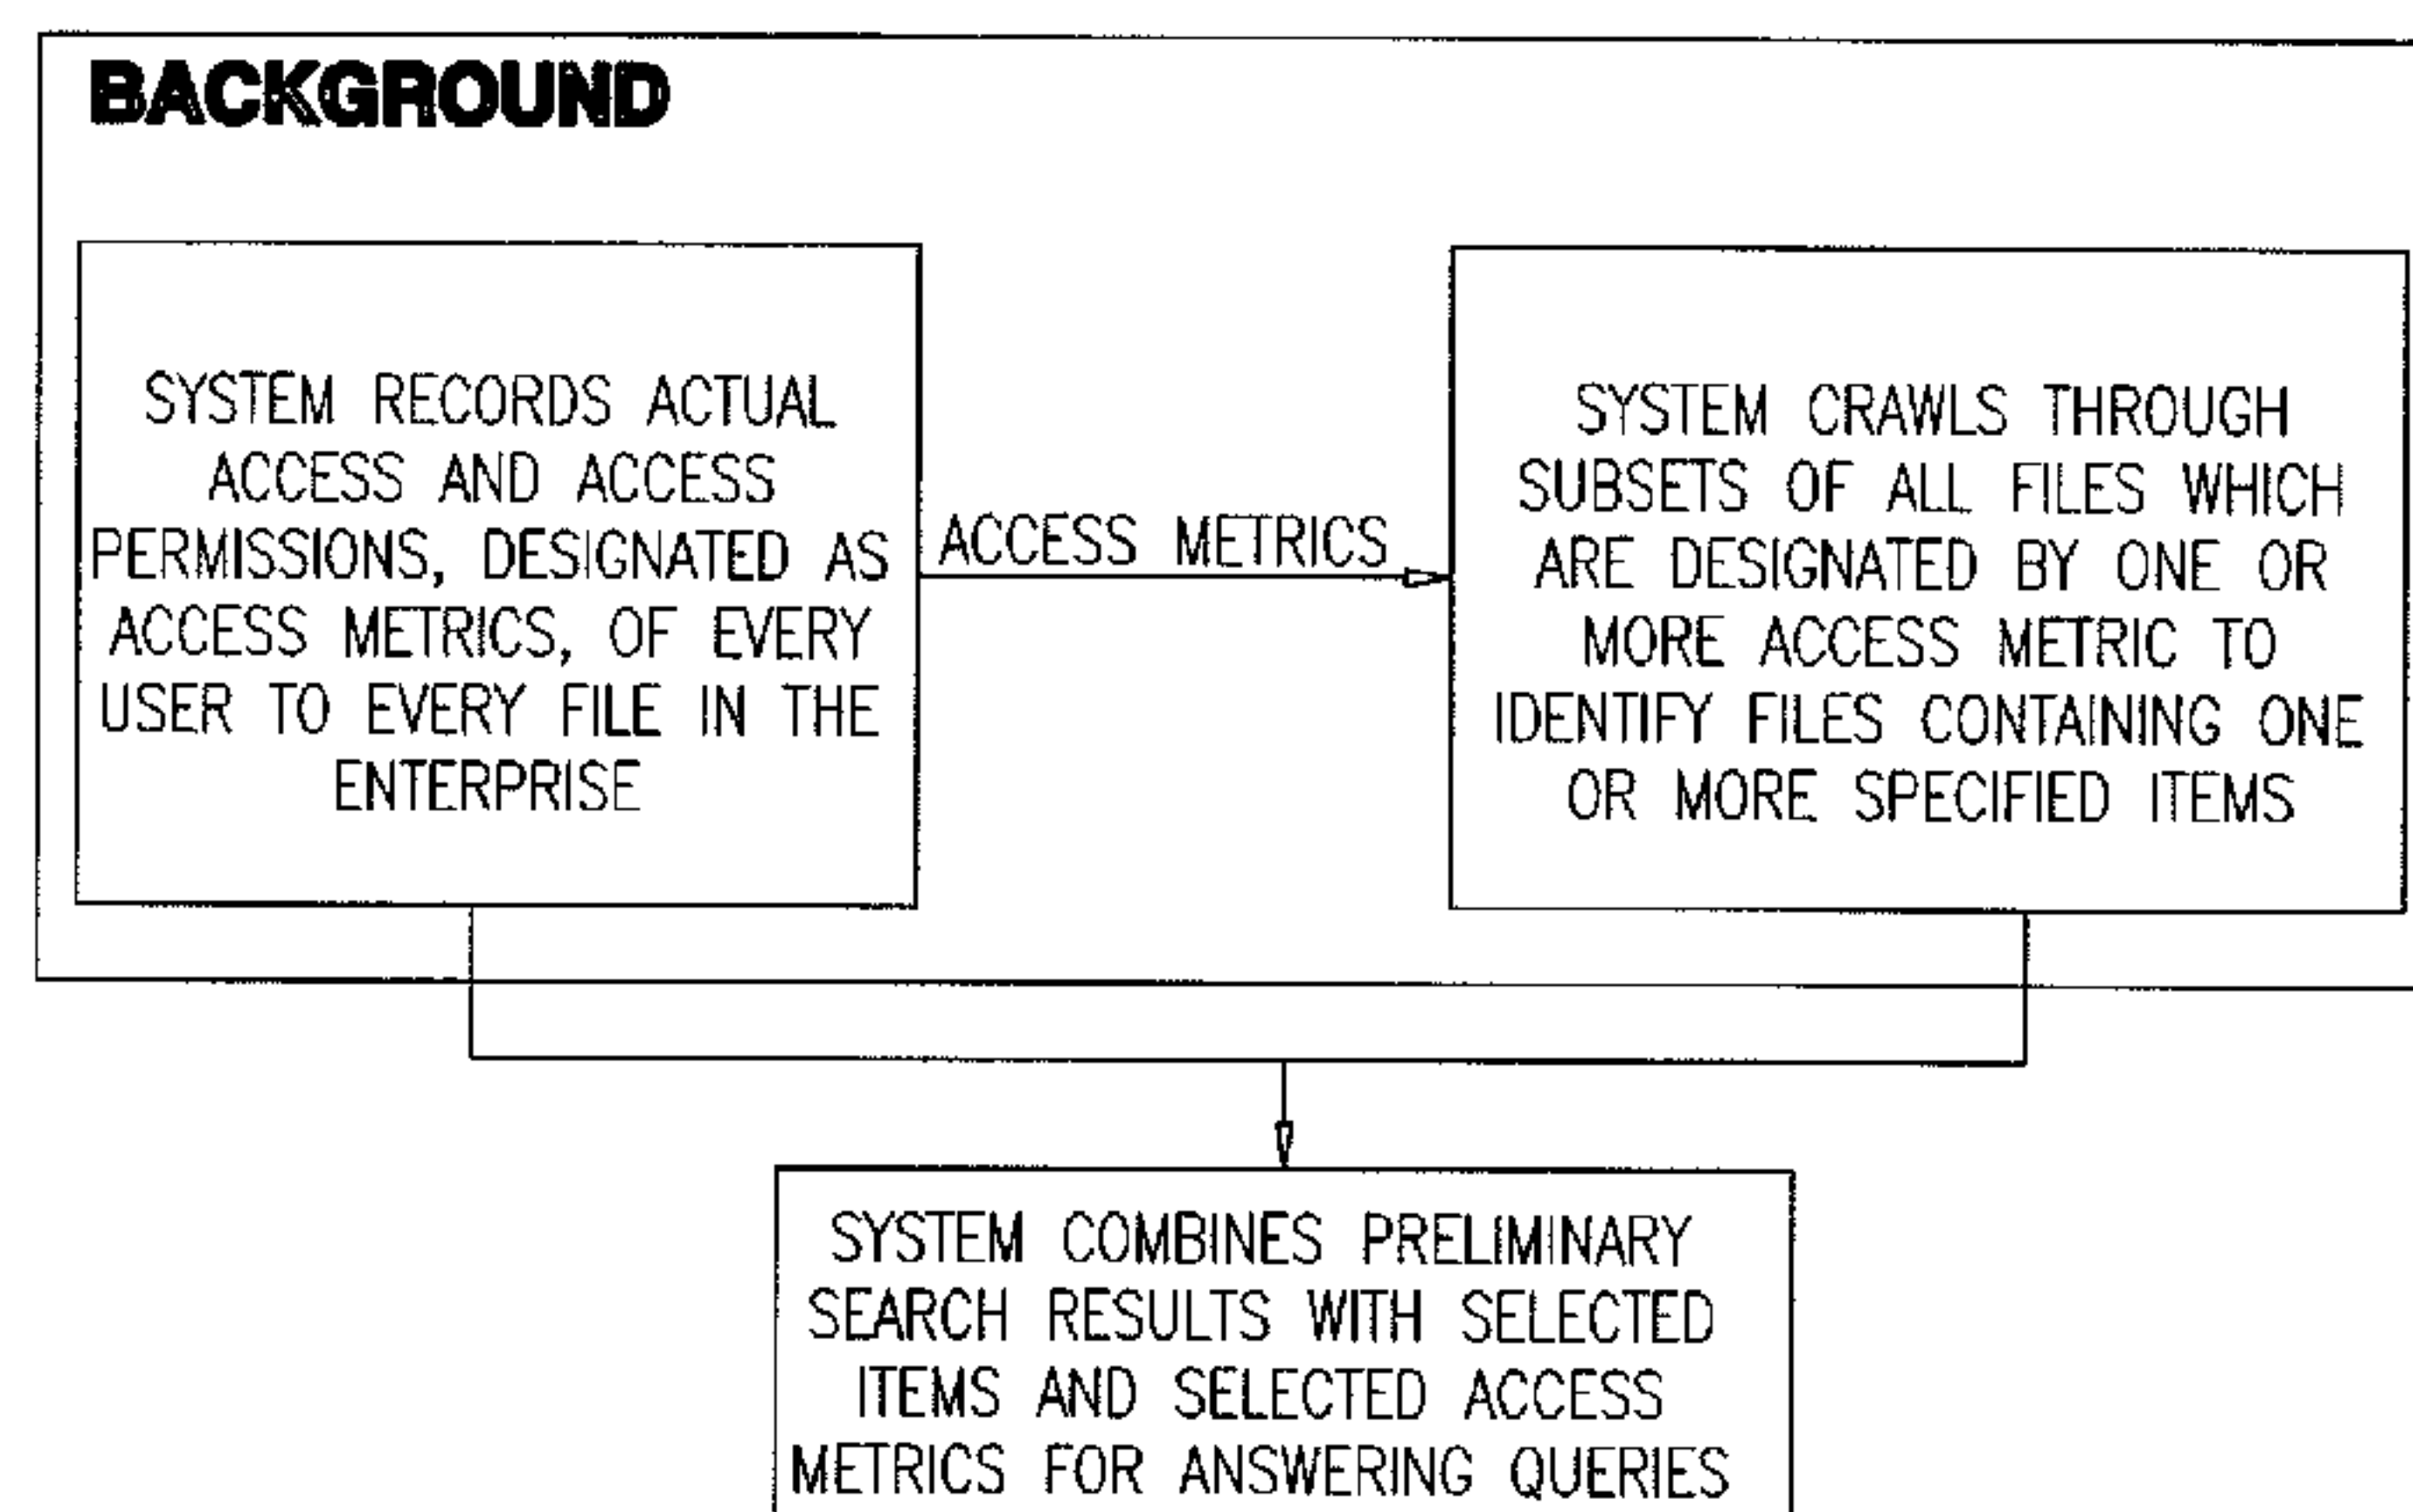 BACKGROUND
SYSTEM RECORDS ACTUAL
ACCESS AND ACCESS
PERMISSIONS, DESIGNATED AS
ACCESS METRICS, OF EVERY
USER TO EVERY FILE IN THE
ENTERPRISE
ACCESS METRICS
SYSTEM CRAWLS THROUGH
SUBSETS OF ALL FILES WHICH
ARE DESIGNATED BY ONE OR
MORE ACCESS METRIC TO
IDENTIFY FILES CONTAINING ONE
OR MORE SPECIFIED ITEMS
SYSTEM COMBINES PRELIMINARY
SEARCH RESULTS WITH SELECTED
ITEMS AND SELECTED ACCESS
METRICS FOR ANSWERING QUERIES